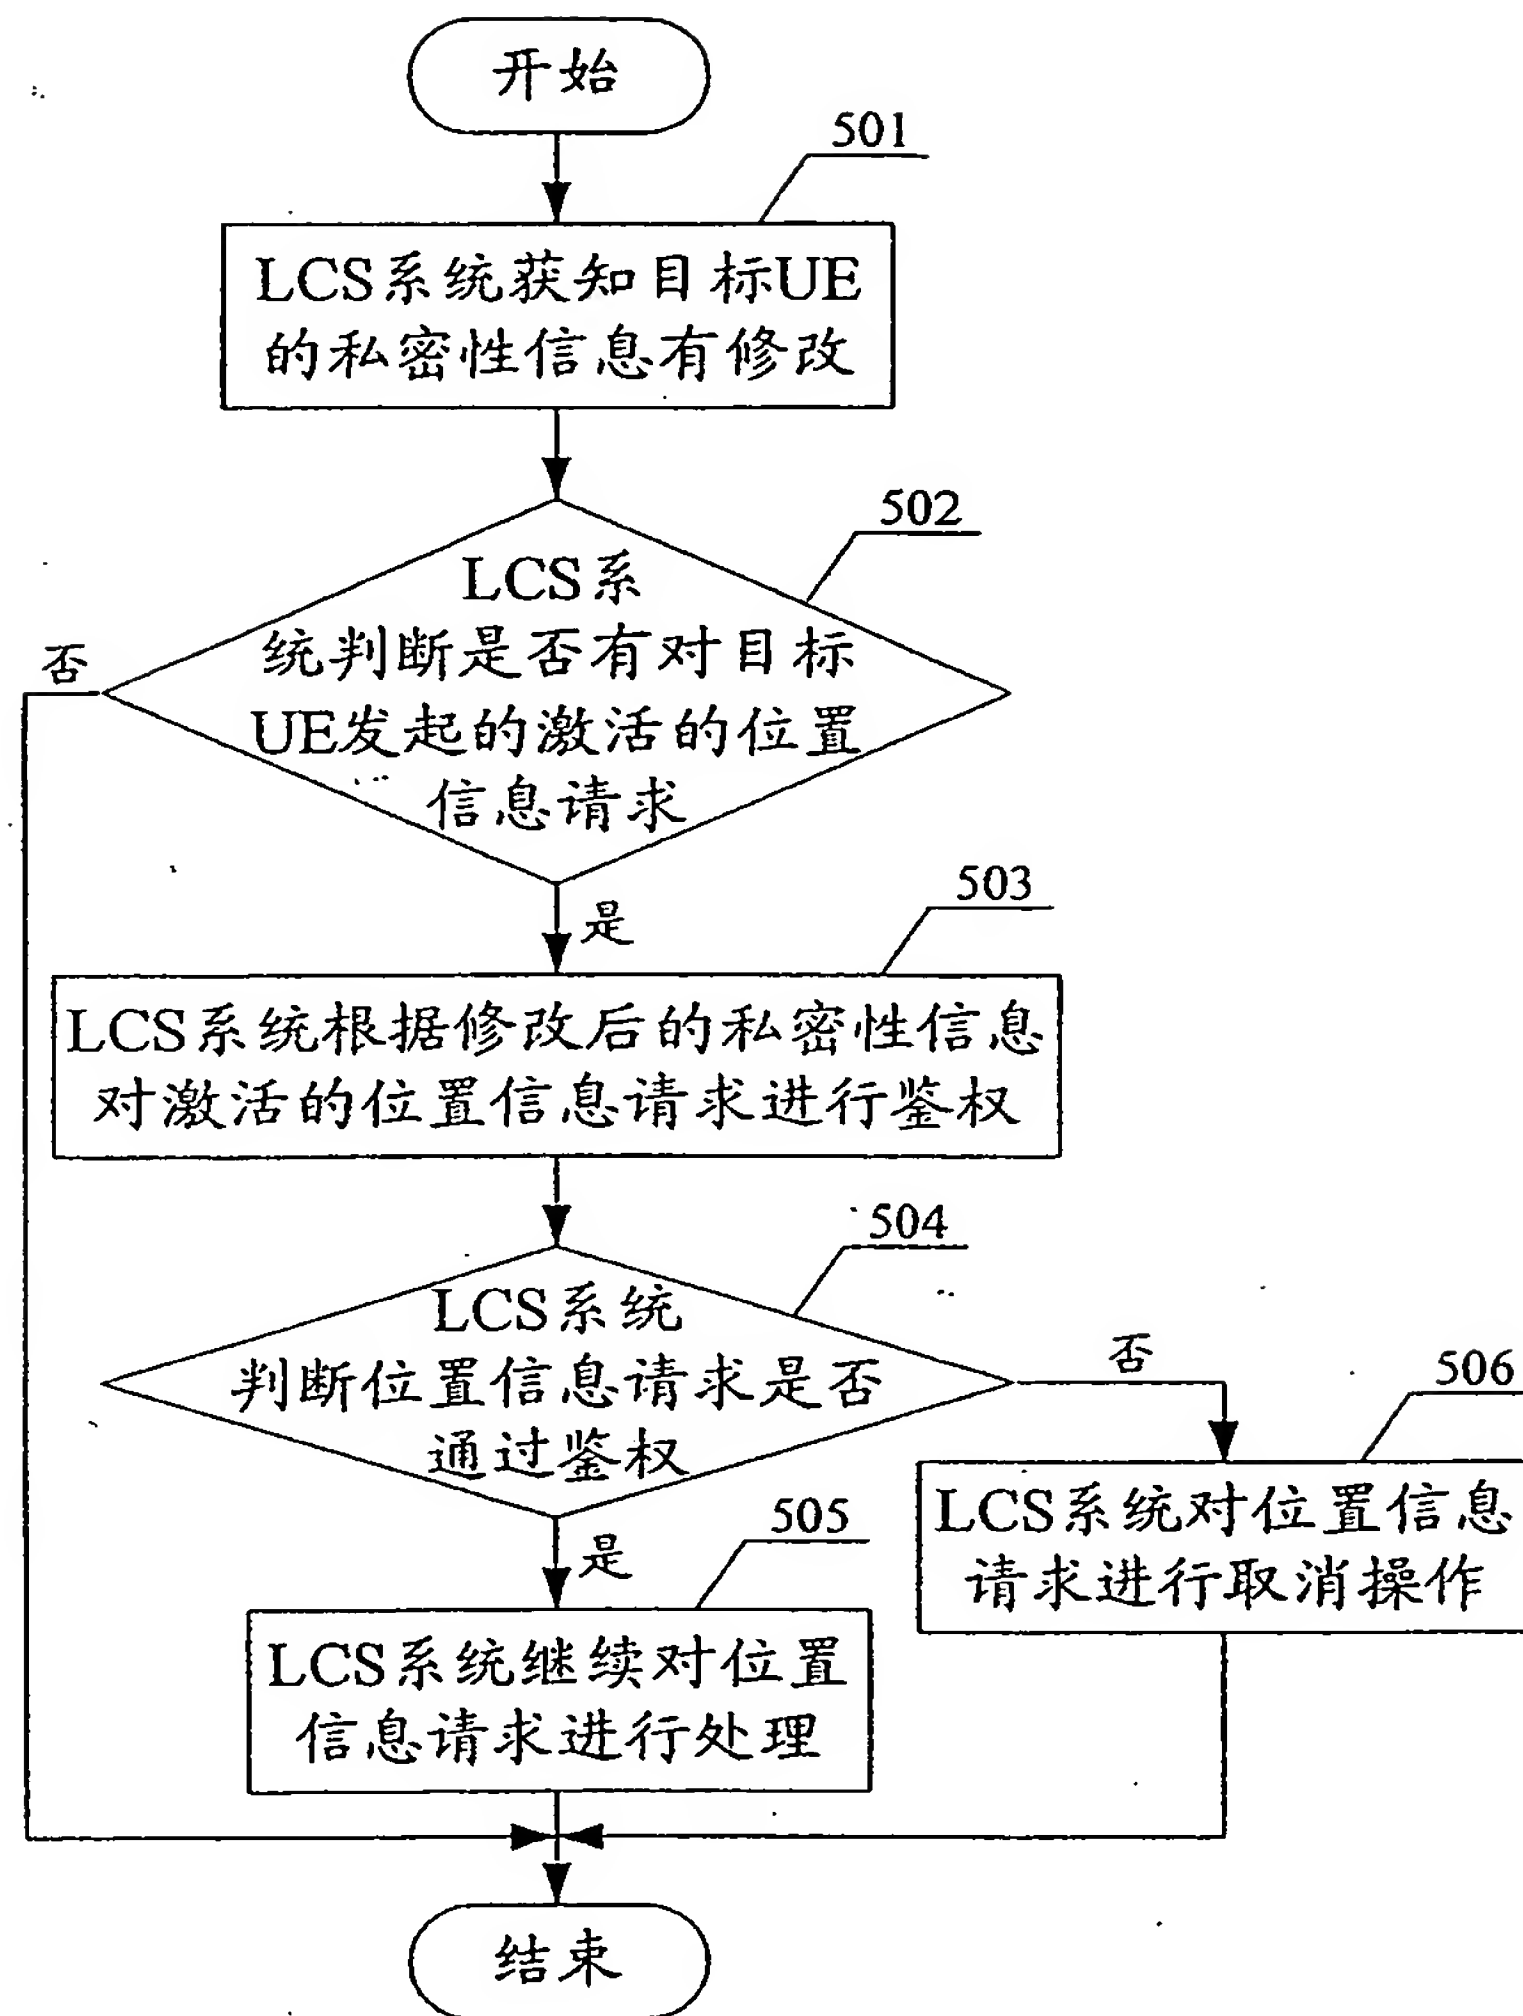 开始
501
LCS系统获知目标UE
的私密性信息有修改
502
LCS系
统判断是否有对目标
UE发起的激活的位置
信息请求
否
是
503
LCS系统根据修改后的私密性信息
对激活的位置信息请求进行鉴权
504
LCS系统
判断位置信息请求是否
通过鉴权
否
506
LCS系统对位置信息
请求进行取消操作
是
505
LCS系统继续对位置
信息请求进行处理
结束